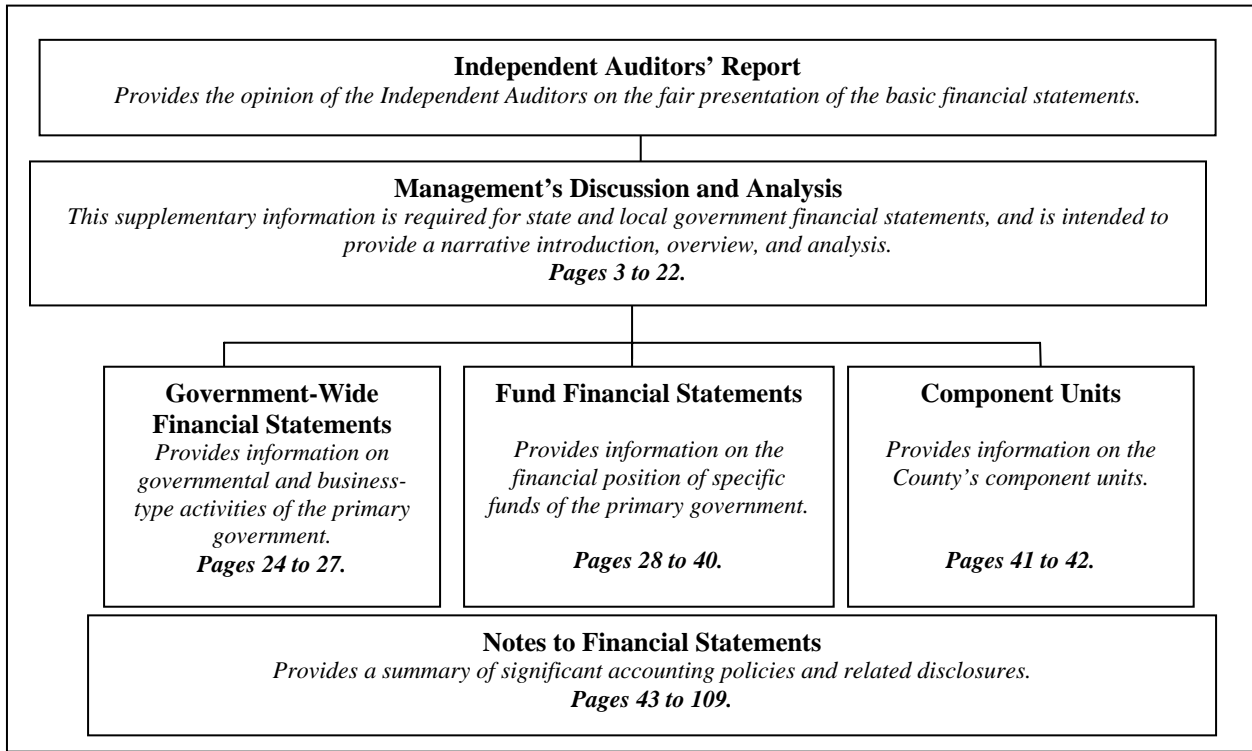 Independent Auditors’ Report
Provides the opinion of the Independent Auditors on the fair presentation of the basic financial statements.
Management’s Discussion and Analysis
This supplementary information is required for state and local government financial statements, and is intended to
provide a narrative introduction, overview, and analysis.
Pages 3 to 22.
Government-Wide
Financial Statements
Provides information on
governmental and business-
type activities of the primary
government.
Pages 24 to 27.
Fund Financial Statements
Provides information on the
financial position of specific
funds of the primary government.
Pages 28 to 40.
Component Units
Provides information on the
County’s component units.
Pages 41 to 42.
Notes to Financial Statements
Provides a summary of significant accounting policies and related disclosures.
Pages 43 to 109.